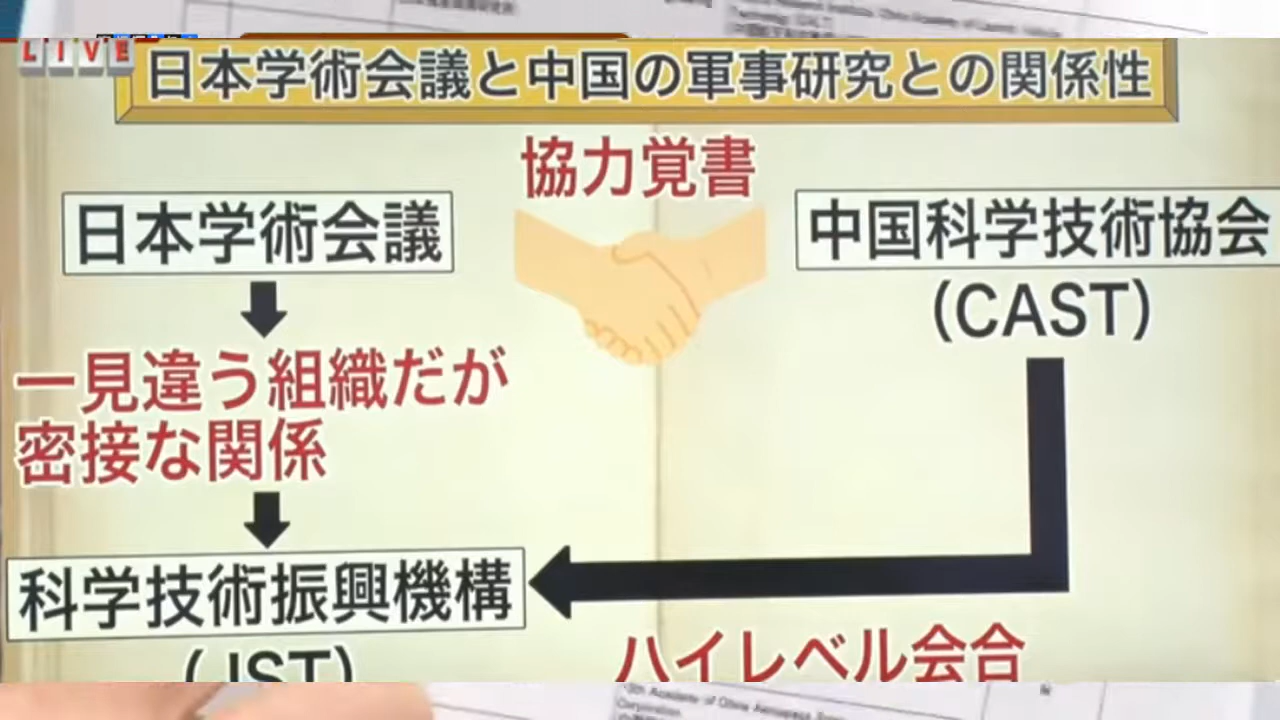 LIVE
日本学術会議と中国の軍事研究との関係性
協力覚書
日本学術会議
中国科学技術協会
(CAST)
一見違う組織だが
密接な関係
科学技術振興機構
(JST)
ハイレベル会合
Corporation